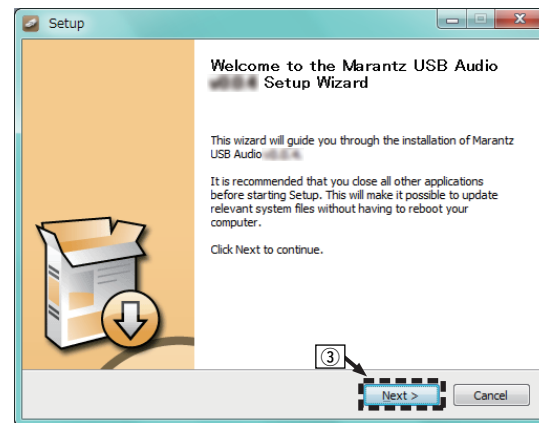 Setup
Welcome to the Marantz USB Audio
Setup Wizard
This wizard will guide you through the installation of Marantz
USB Audio
It is recommended that you close all other applications
before starting Setup. This will make it possible to update
relevant system files without having to reboot your
computer.
Click Next to continue.
③
Next >
Cancel